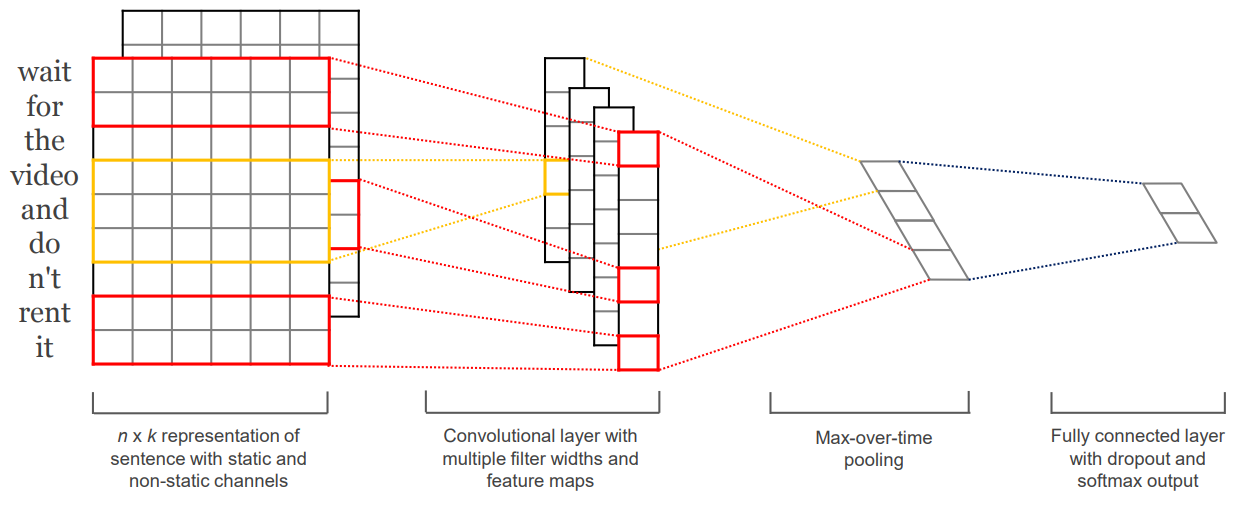 wait
for
the
video
and
do
n't
rent
it
n x k representation of
sentence with static and
non-static channels
Convolutional layer with
multiple filter widths and
feature maps
Max-over-time
pooling
Fully connected layer
with dropout and
softmax output